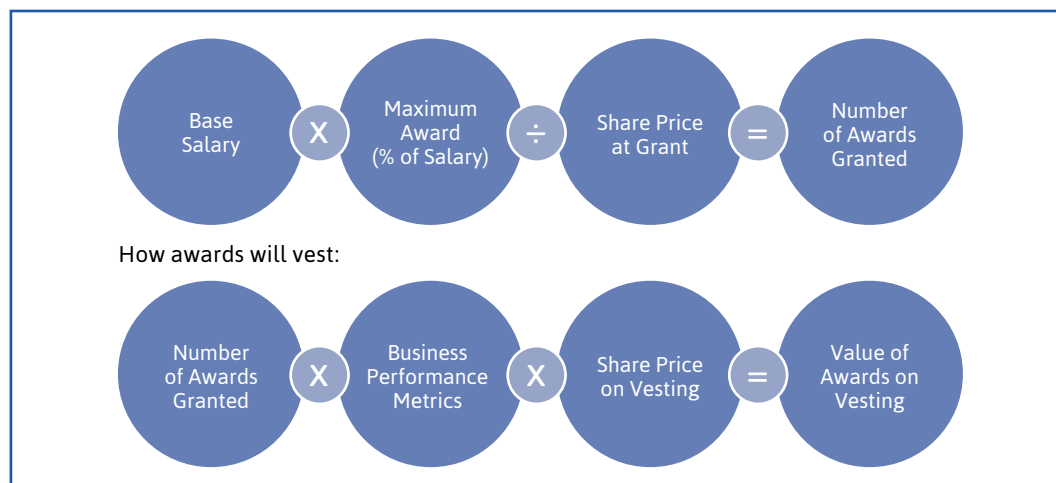 Base
Salary
X
Maximum
Award
(% of Salary)
÷
Share Price
at Grant
=
Number
of Awards
Granted
How awards will vest:
Number
of Awards
Granted
X
Business
Performance
Metrics
X
Share Price
on Vesting
=
Value of
Awards on
Vesting